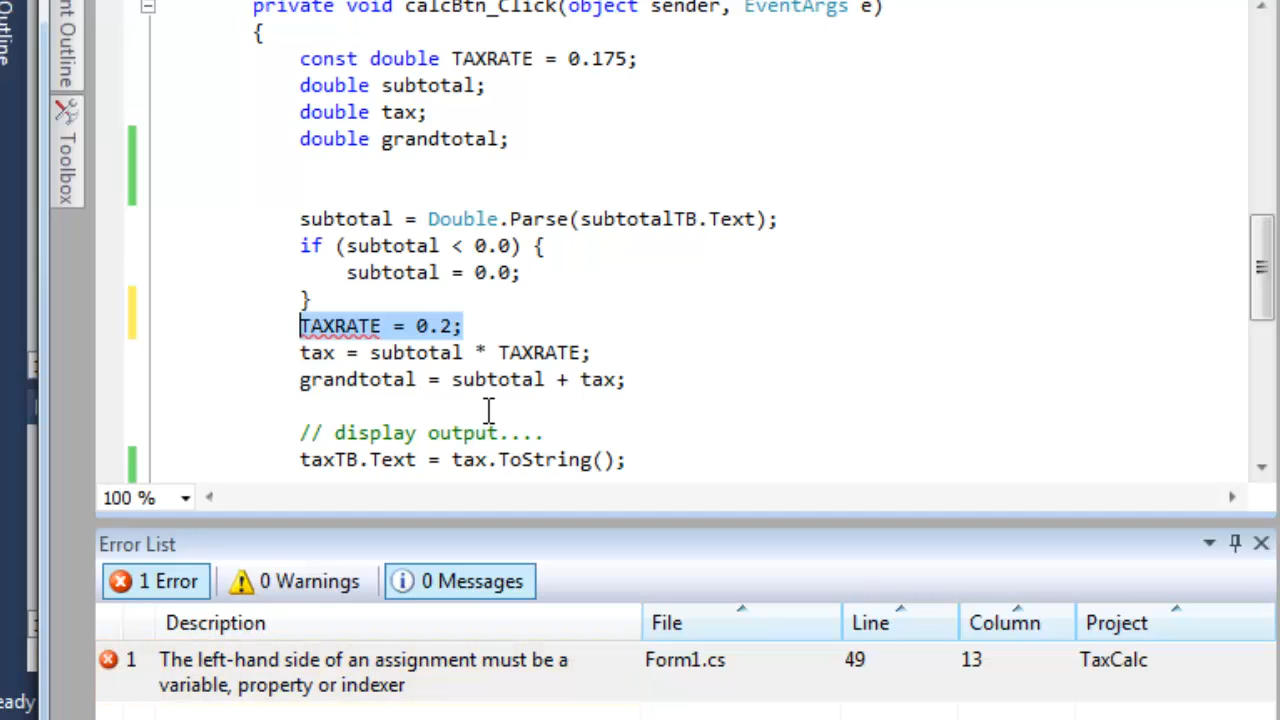 Outline
nt Outline
Toolbox
private void calcBtn_Click(object sender, EventArgs e)
{
const double TAXRATE = 0.175;
double subtotal;
double tax;
double grandtotal;
subtotal = Double.Parse(subtotalTB.Text);
if (subtotal < 0.0) {
subtotal = 0.0;
}
TAXRATE = 0.2;
tax = subtotal * TAXRATE;
grandtotal = subtotal + tax;
// display output....
taxTB.Text = tax.ToString();
100 %
Error List
1 Error
0 Warnings
0 Messages
Description File Line Column Project
1 The left-hand side of an assignment must be a Form1.cs 49 13 TaxCalc
variable, property or indexer
eady